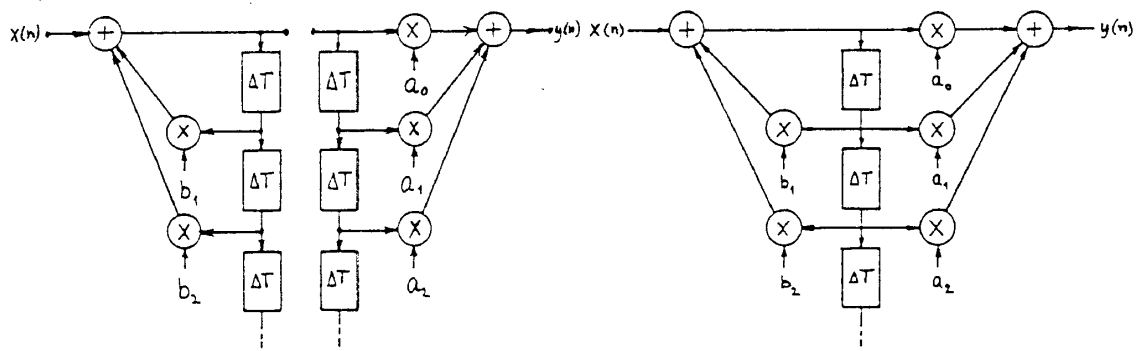 x(n) + X a₀ + y(n) X(n) + X a₀ + y(n)
ΔT ΔT ΔT
X X a₁ X X a₁
b₁ b₁
ΔT ΔT ΔT
X X a₂ X X a₂
b₂ b₂
ΔT ΔT ΔT